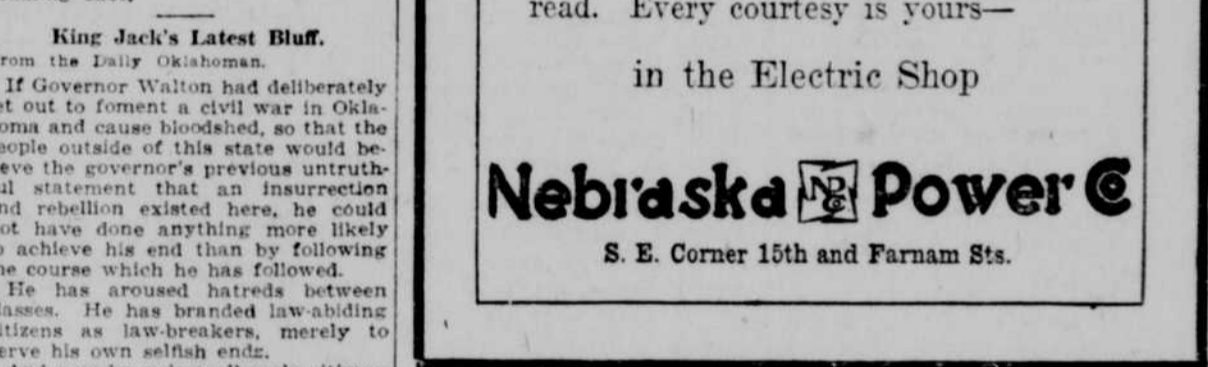 King Jack's Latest Bluff.
rom the Daily Oklahoman.
If Governor Walton had deliberately
et out to foment a civil war in Okla-
oma and cause bloodshed, so that the
eople outside of this state would be-
eve the governor's previous untruth-
ul statement that an insurrection
nd rebellion existed here, he could
ot have done anything more likely
o achieve his end than by following
he course which he has followed.
He has aroused hatreds between
lasses. He has branded law-abiding
itizens as law-breakers, merely to
erve his own selfish ends.
read. Every courtesy is yours—
in the Electric Shop
Nebraska NPC Power Co
S. E. Corner 15th and Farnam Sts.